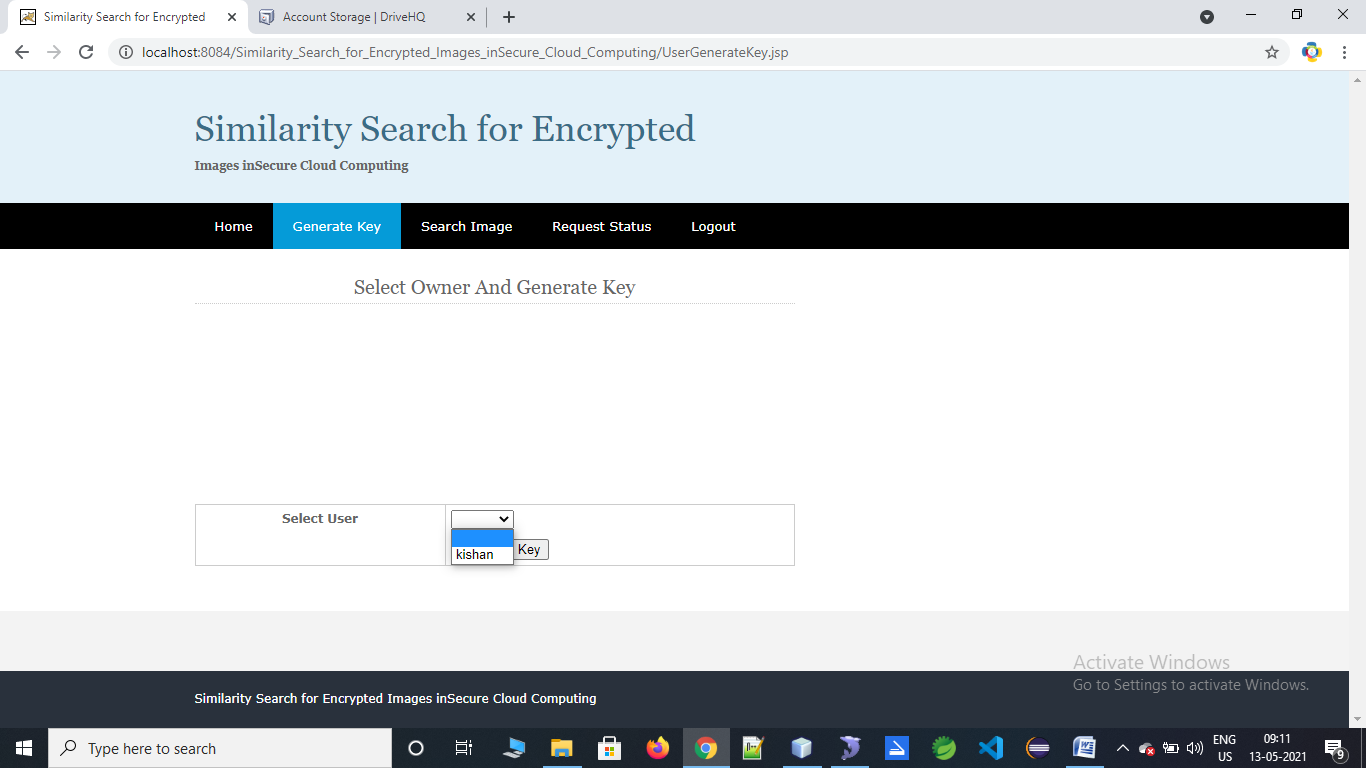 Similarity Search for Encrypted
Account Storage | DriveHQ
localhost:8084/Similarity_Search_for_Encrypted_Images_inSecure_Cloud_Computing/UserGenerateKey.jsp
Similarity Search for Encrypted
Images inSecure Cloud Computing
Home Generate Key Search Image Request Status Logout
Select Owner And Generate Key
Select User
kishan
Key
Activate Windows
Go to Settings to activate Windows.
Similarity Search for Encrypted Images inSecure Cloud Computing
Type here to search
ENG
US
09:11
13-05-2021
9